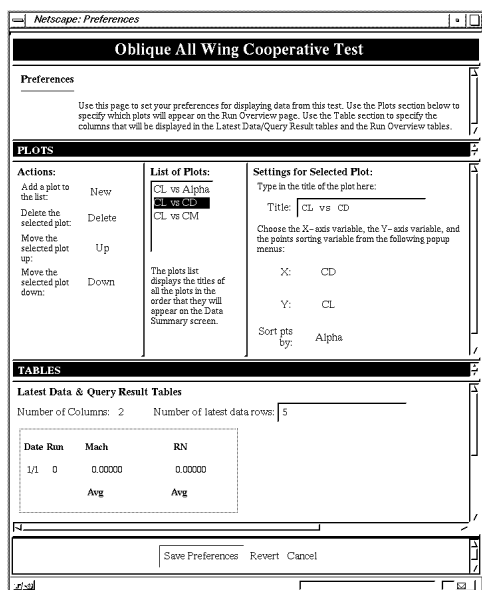 Netscape: Preferences
Oblique All Wing Cooperative Test
Preferences
Use this page to set your preferences for displaying data from this test. Use the Plots section below to
specify which plots will appear on the Run Overview page. Use the Table section to specify the
columns that will be displayed in the Latest Data/Query Result tables and the Run Overview tables.
PLOTS
Actions:
Add a plot to
the list:
New
Delete the
selected plot:
Delete
Move the
selected plot
up:
Up
Move the
selected plot
down:
Down
List of Plots:
CL vs Alpha
CL vs CD
CL vs CM
The plots list
displays the titles of
all the plots in the
order that they will
appear on the Data
Summary screen.
Settings for Selected Plot:
Type in the title of the plot here:
Title: CL vs CD
Choose the X-axis variable, the Y-axis variable, and
the points sorting variable from the following popup
menus:
X: CD
Y: CL
Sort pts
by:
Alpha
TABLES
Latest Data & Query Result Tables
Number of Columns: 2 Number of latest data rows: 5
Date Run Mach RN
1/1 0 0.00000 0.00000
Avg Avg
Save Preferences Revert Cancel